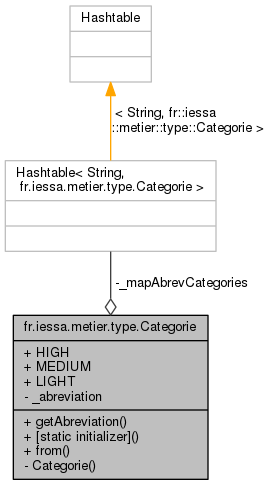 Hashtable
< String, fr::iessa
::metier::type::Categorie >
Hashtable< String,
fr.iessa.metier.type.Categorie >
-_mapAbrevCategories
fr.iessa.metier.type.Categorie
+ HIGH
+ MEDIUM
+ LIGHT
- _abreviation
+ getAbreviation()
+ [static initializer]()
+ from()
- Categorie()